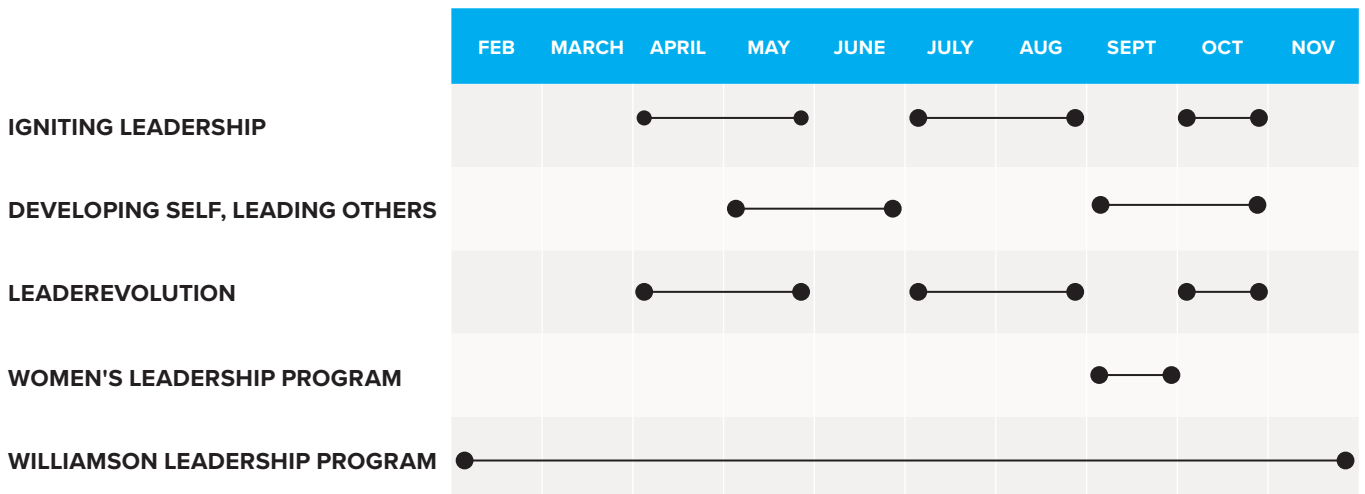 FEB MARCH APRIL MAY JUNE JULY AUG SEPT OCT NOV
IGNITING LEADERSHIP
DEVELOPING SELF, LEADING OTHERS
LEADEREVOLUTION
WOMEN'S LEADERSHIP PROGRAM
WILLIAMSON LEADERSHIP PROGRAM